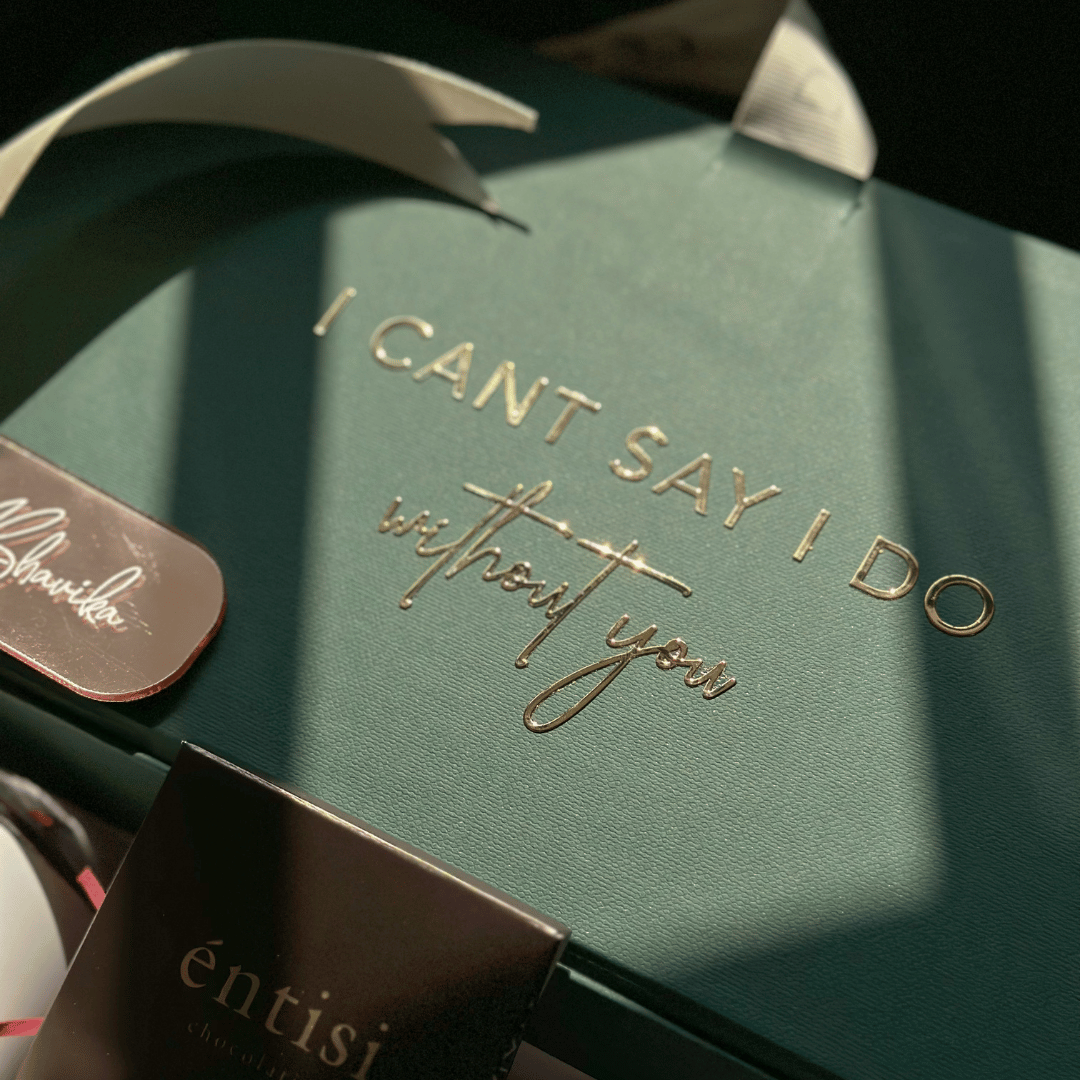 I CANT SAY I DO
without you
Bhavika
éntisi